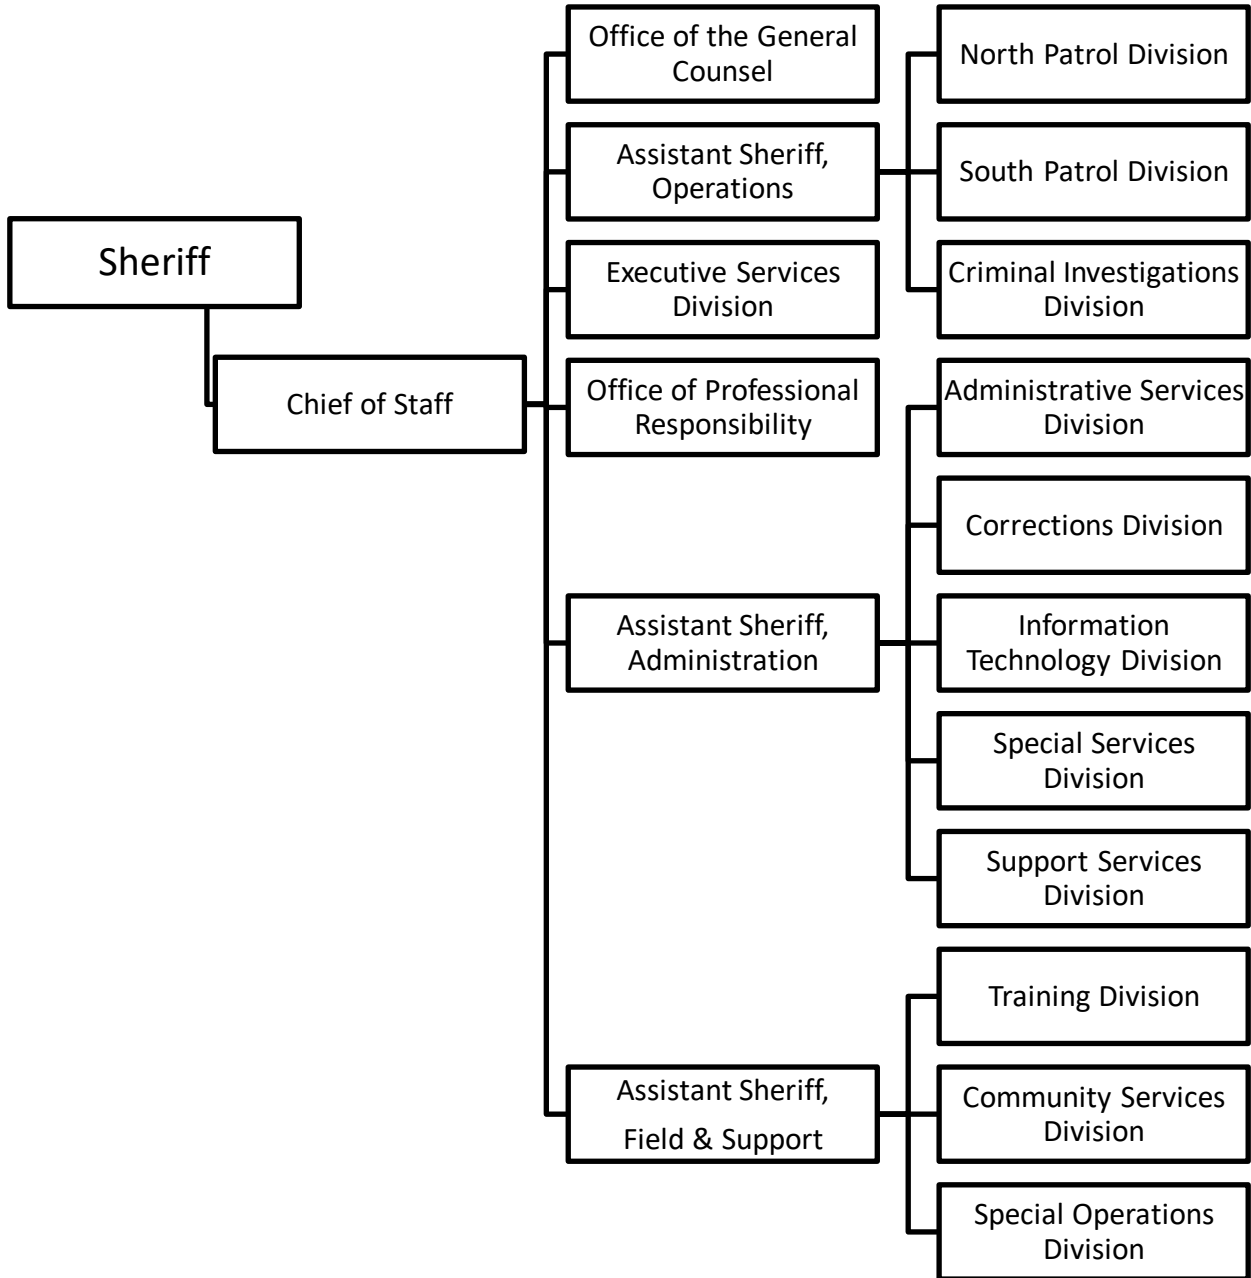 Sheriff
Chief of Staff
Office of the General
Counsel
Assistant Sheriff,
Operations
Executive Services
Division
Office of Professional
Responsibility
Assistant Sheriff,
Administration
Assistant Sheriff,
Field & Support
North Patrol Division
South Patrol Division
Criminal Investigations
Division
Administrative Services
Division
Corrections Division
Information
Technology Division
Special Services
Division
Support Services
Division
Training Division
Community Services
Division
Special Operations
Division